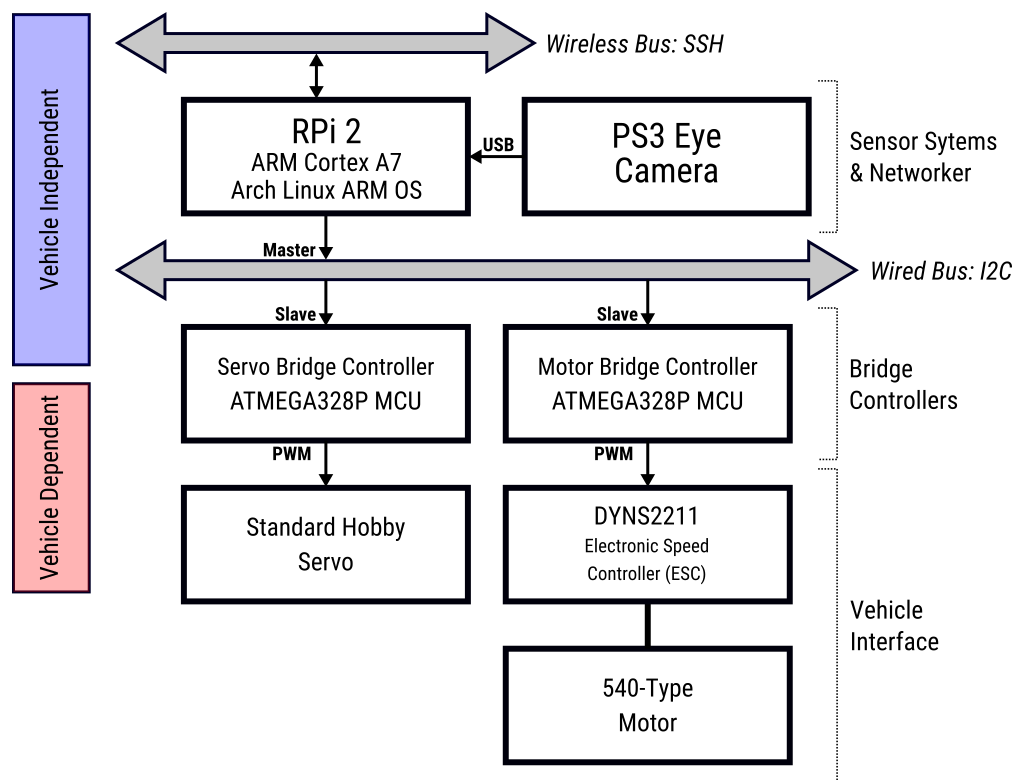 Vehicle Independent
Vehicle Dependent
Wireless Bus: SSH
RPi 2
ARM Cortex A7
Arch Linux ARM OS
USB
PS3 Eye
Camera
Sensor Sytems
& Networker
Master
Wired Bus: I2C
Slave
Slave
Servo Bridge Controller
ATMEGA328P MCU
Motor Bridge Controller
ATMEGA328P MCU
Bridge
Controllers
PWM
PWM
Standard Hobby
Servo
DYNS2211
Electronic Speed
Controller (ESC)
Vehicle
Interface
540-Type
Motor